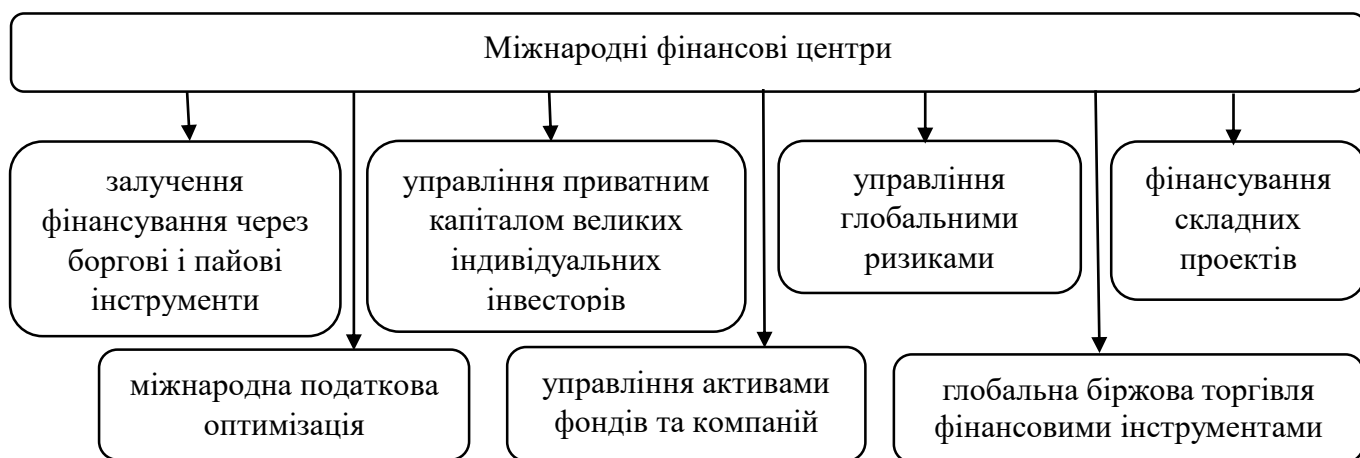 Міжнародні фінансові центри
залучення
фінансування через
боргові і пайові
інструменти
управління приватним
капіталом великих
індивідуальних
інвесторів
управління
глобальними
ризиками
фінансування
складних
проектів
міжнародна податкова
оптимізація
управління активами
фондів та компаній
глобальна біржова торгівля
фінансовими інструментами